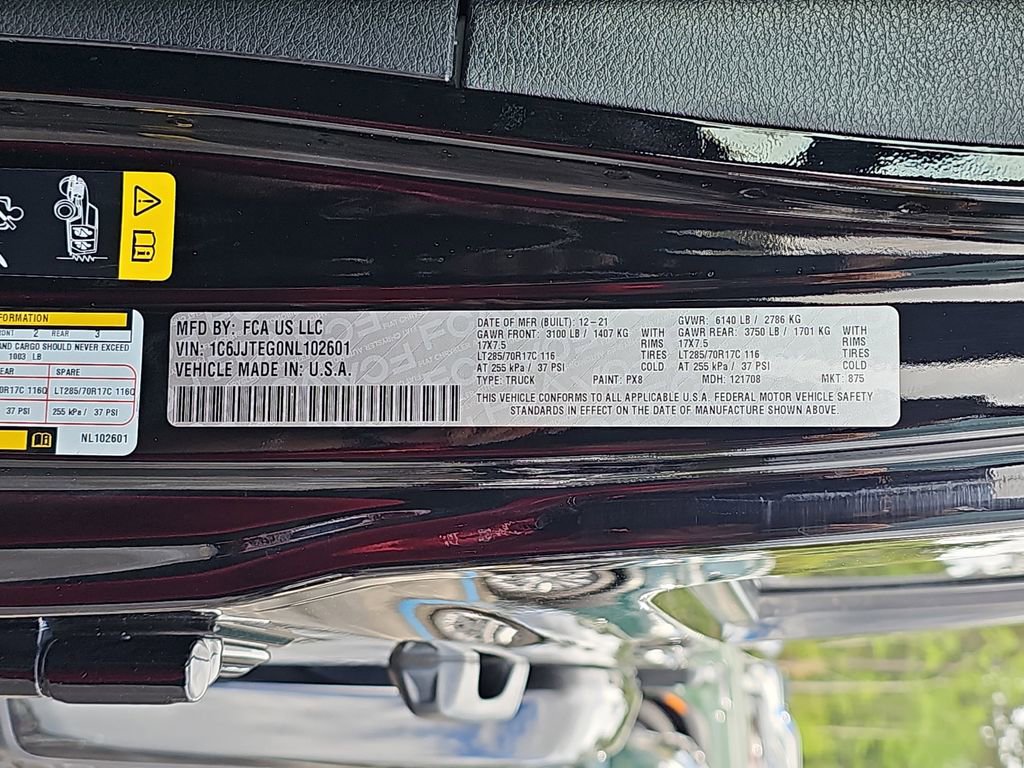 FORMATION
ONT 2 REAR 3
AND CARGO SHOULD NEVER EXCEED
1003 LB
EAR SPARE
70R17C 116Q LT285/70R17C 116Q
37 PSI 255 kPa / 37 PSI
NL102601
MFD BY: FCA US LLC
VIN: 1C6JJTEG0NL102601
VEHICLE MADE IN: U.S.A.
DATE OF MFR (BUILT): 12-21
GAWR FRONT: 3100 LB / 1407 KG WITH
17X7.5 RIMS
LT285/70R17C 116 COLD
AT 255 kPa / 37 PSI
TYPE: TRUCK PAINT: PX8
GVWR: 6140 LB / 2786 KG
GAWR REAR: 3750 LB / 1701 KG WITH
17X7.5 RIMS
LT285/70R17C 116 COLD
AT 255 kPa / 37 PSI
MDH: 121708 MKT: 875
THIS VEHICLE CONFORMS TO ALL APPLICABLE U.S.A. FEDERAL MOTOR VEHICLE SAFETY
STANDARDS IN EFFECT ON THE DATE OF MANUFACTURE SHOWN ABOVE.